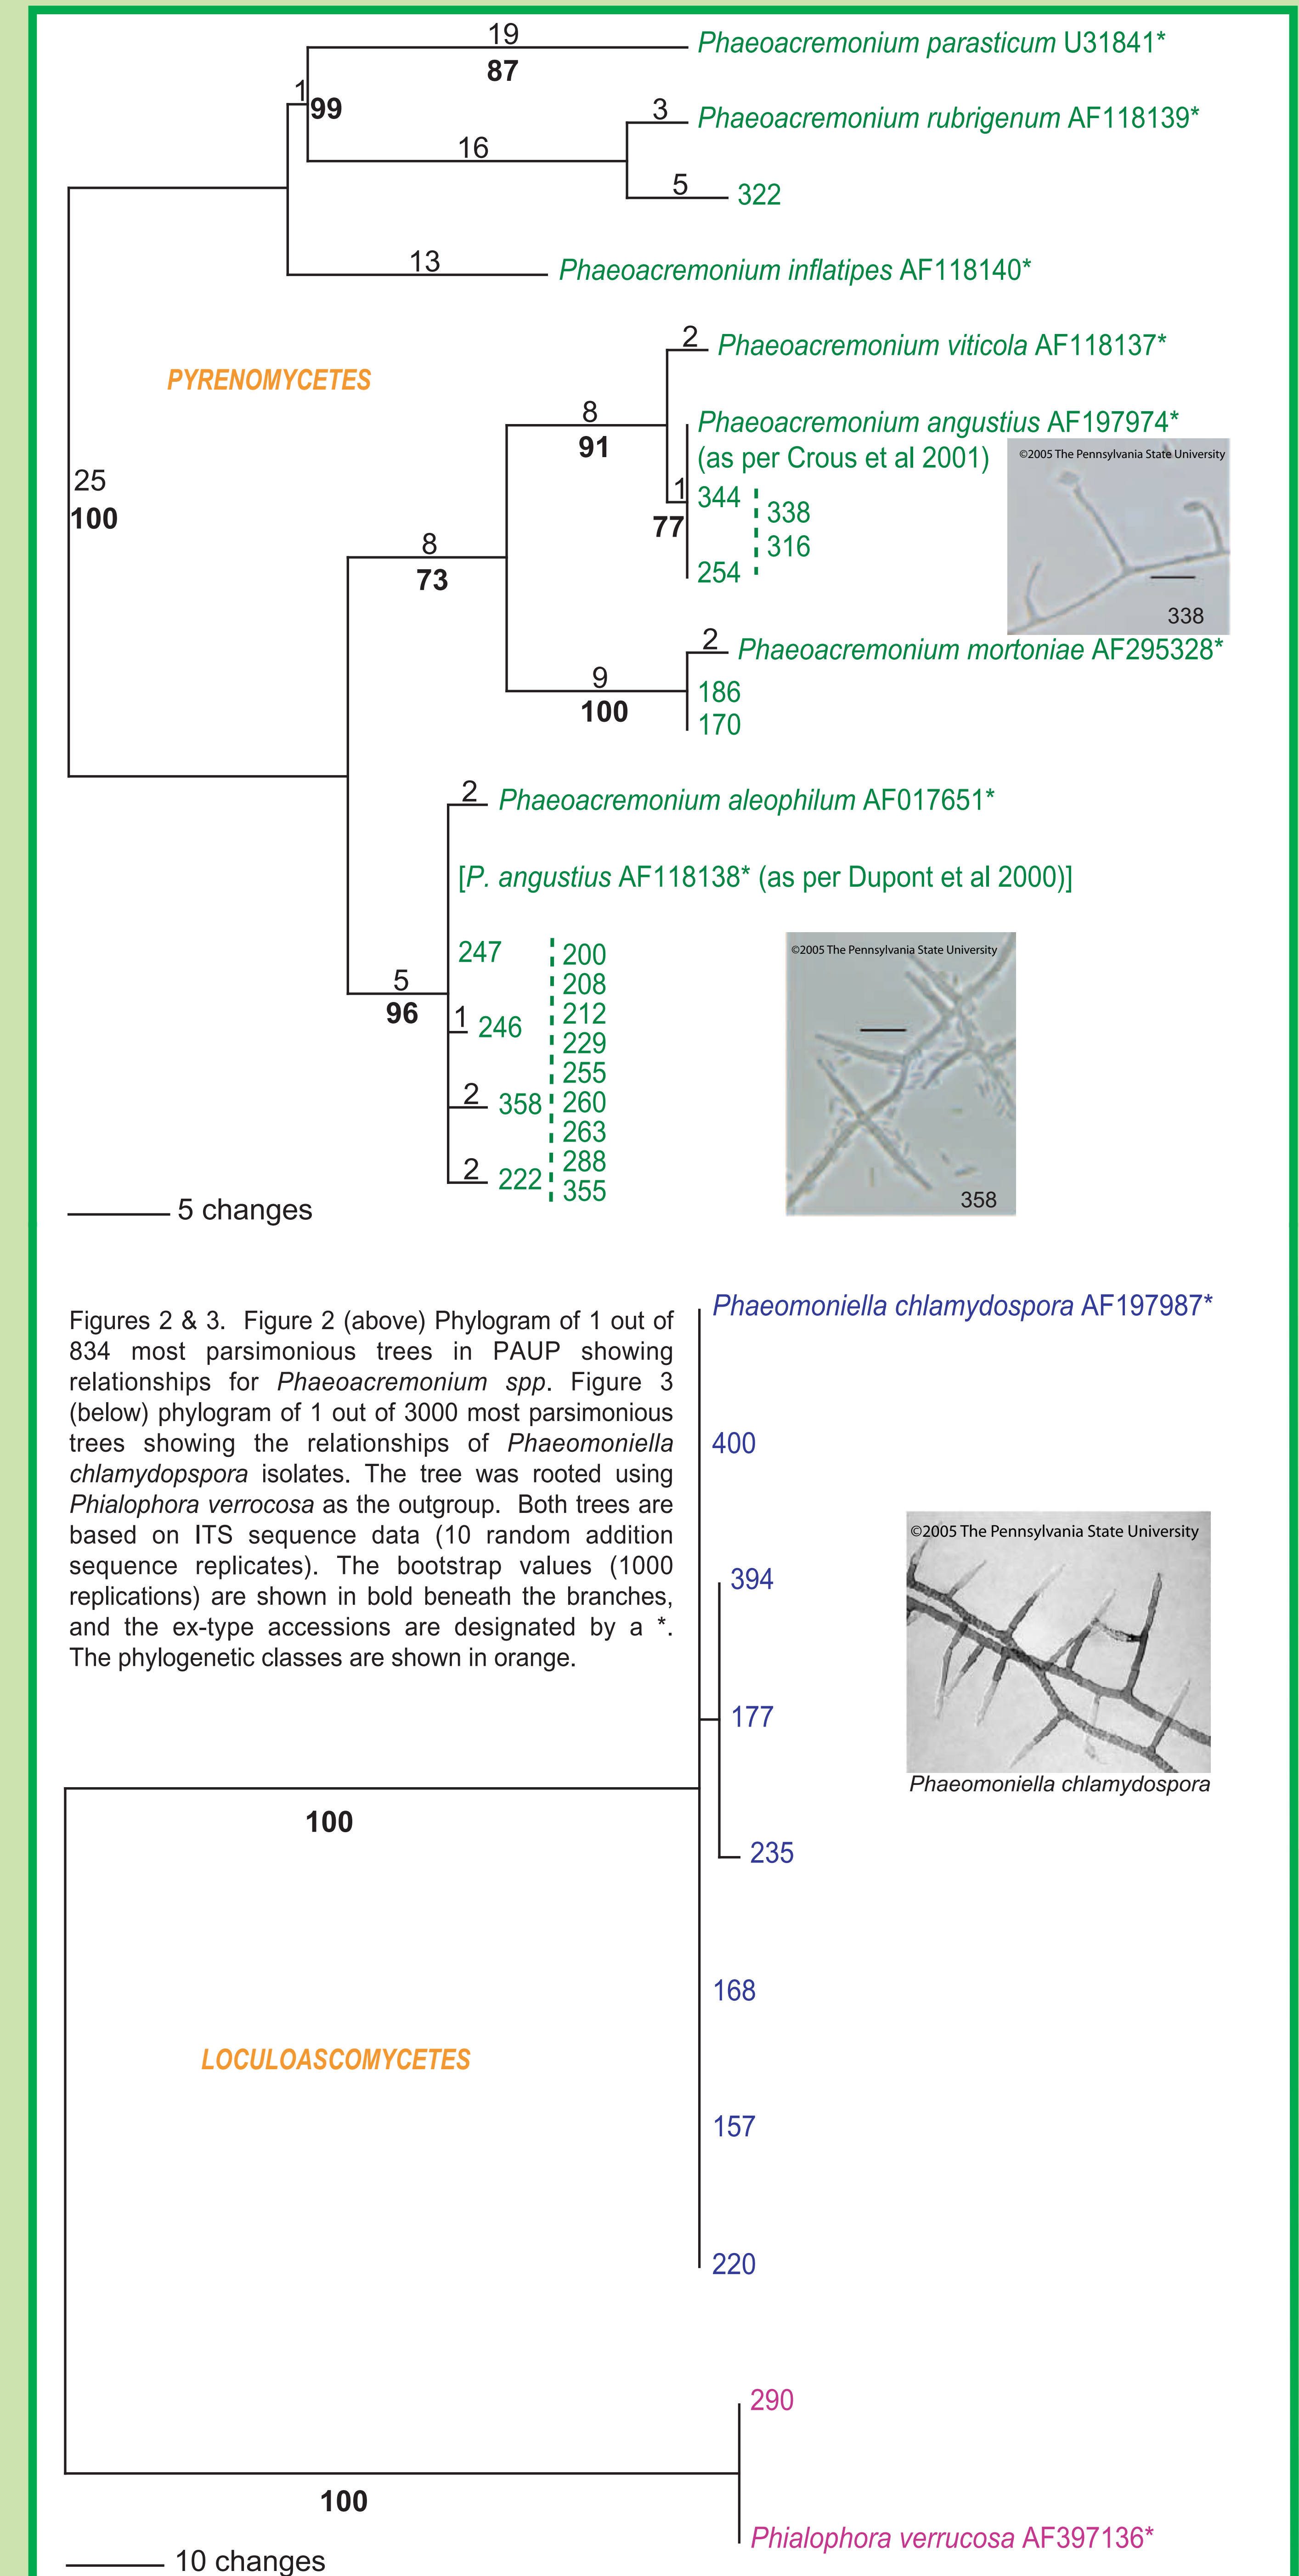 19
Phaeoacremonium parasticum U31841*
87
1
99
3
Phaeoacremonium rubrigenum AF118139*
16
5
322
13
Phaeoacremonium inflatipes AF118140*
2
Phaeoacremonium viticola AF118137*
PYRENOMYCETES
8
91
Phaeoacremonium angustius AF197974*
(as per Crous et al 2001)
©2005 The Pennsylvania State University
25
100
1
77
344
338
316
254
338
8
73
2
Phaeoacremonium mortoniae AF295328*
9
100
186
170
2
Phaeoacremonium aleophilum AF017651*
[P. angustius AF118138* (as per Dupont et al 2000)]
5
96
247
1
246
2
358
2
222
200
208
212
229
255
260
263
288
355
©2005 The Pennsylvania State University
358
5 changes
Figures 2 & 3. Figure 2 (above) Phylogram of 1 out of
834 most parsimonious trees in PAUP showing
relationships for Phaeoacremonium spp. Figure 3
(below) phylogram of 1 out of 3000 most parsimonious
trees showing the relationships of Phaeomoniella
chlamydopspora isolates. The tree was rooted using
Phialophora verrocosa as the outgroup. Both trees are
based on ITS sequence data (10 random addition
sequence replicates). The bootstrap values (1000
replications) are shown in bold beneath the branches,
and the ex-type accessions are designated by a *.
The phylogenetic classes are shown in orange.
Phaeomoniella chlamydospora AF197987*
400
394
177
235
168
157
220
©2005 The Pennsylvania State University
Phaeomoniella chlamydospora
100
LOCULOASCOMYCETES
290
100
Phialophora verrucosa AF397136*
10 changes